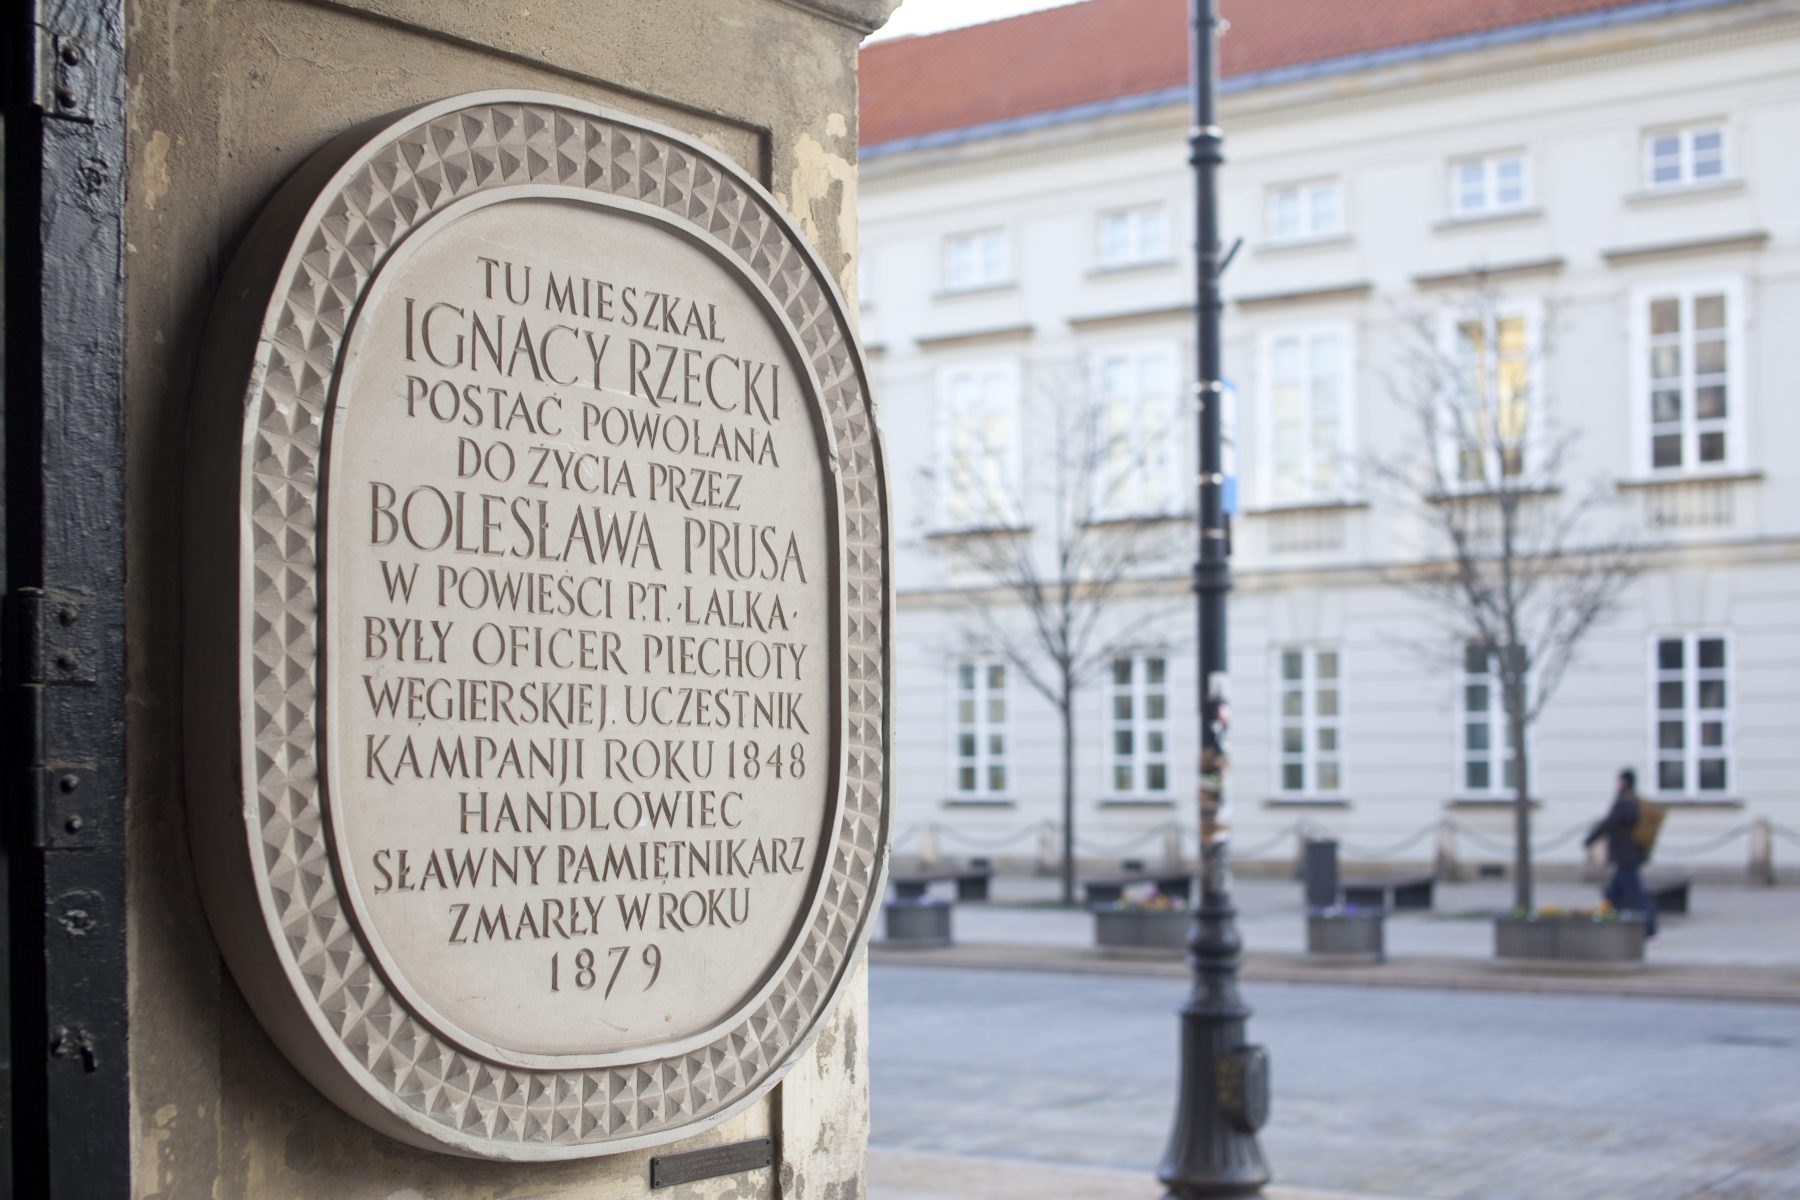 TU MIESZKAŁ
IGNACY RZECKI
POSTAĆ POWOŁANA
DO ŻYCIA PRZEZ
BOLESŁAWA PRUSA
W POWIEŚCI P.T. ·LALKA·
BYŁY OFICER PIECHOTY
WĘGIERSKIEJ. UCZESTNIK
KAMPANJI ROKU 1848
HANDLOWIEC
SŁAWNY PAMIĘTNIKARZ
ZMARŁY W ROKU
1879